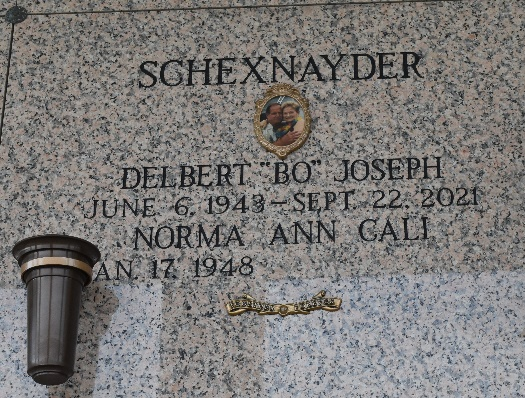 SCHEXNAYDER
DELBERT "BO" JOSEPH
JUNE 6, 1943 – SEPT. 22, 2021
NORMA ANN CALI
AN. 17 1948